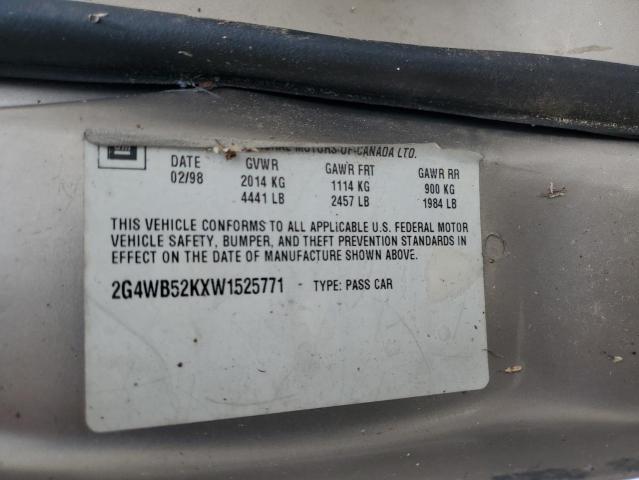 MOTORS OF CANADA LTD.
DATE GVWR GAWR FRT GAWR RR
02/98 2014 KG 1114 KG 900 KG
4441 LB 2457 LB 1984 LB
THIS VEHICLE CONFORMS TO ALL APPLICABLE U.S. FEDERAL MOTOR
VEHICLE SAFETY, BUMPER, AND THEFT PREVENTION STANDARDS IN
EFFECT ON THE DATE OF MANUFACTURE SHOWN ABOVE.
2G4WB52KXW1525771 TYPE: PASS CAR